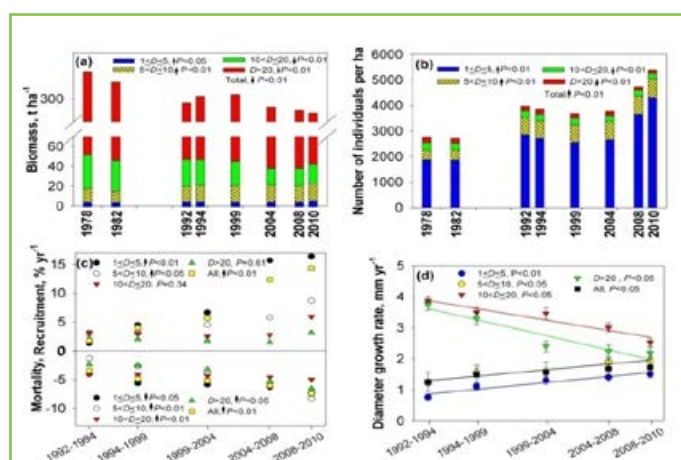 (a)
1≤D≤5, P<0.05
10<D≤20, P<0.01
5<D≤10, P<0.01
D>20, P<0.01
Total, P<0.01
Biomass, t ha⁻¹
300
60
40
20
0
1978
1982
1992
1994
1999
2004
2008
2010
(b)
1≤D≤5, P<0.01
10<D≤20, P<0.01
5<D≤10, P<0.01
D>20, P<0.01
Total, P<0.01
Number of individuals per ha
6000
5000
4000
3000
2000
1000
0
1978
1982
1992
1994
1999
2004
2008
2010
(c)
1≤D≤5, P<0.01
D>20, P=0.61
5<D≤10, P<0.05
All, P<0.01
10<D≤20, P=0.34
Mortality, Recruitment, % yr⁻¹
15
10
5
0
-5
-10
1≤D≤5, P<0.05
D>20, P<0.05
5<D≤10, P<0.01
All, P<0.01
10<D≤20, P<0.01
1992-1994
1994-1999
1999-2004
2004-2008
2008-2010
(d)
1≤D≤5, P<0.01
D>20, P<0.05
5<D≤10, P<0.05
All, P<0.05
10<D≤20, P<0.05
Diameter growth rate, mm yr⁻¹
5
4
3
2
1
0
1992-1994
1994-1999
1999-2004
2004-2008
2008-2010